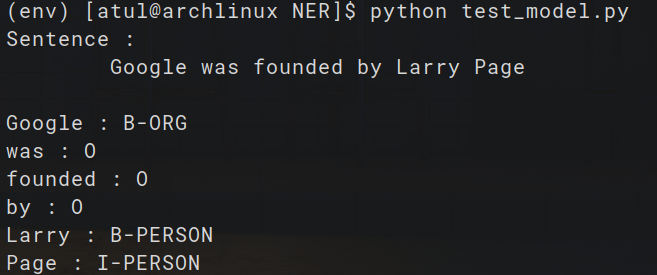 (env) [atul@archlinux NER]$ python test_model.py
Sentence :
Google was founded by Larry Page
Google : B-ORG
was : O
founded : O
by : O
Larry : B-PERSON
Page : I-PERSON